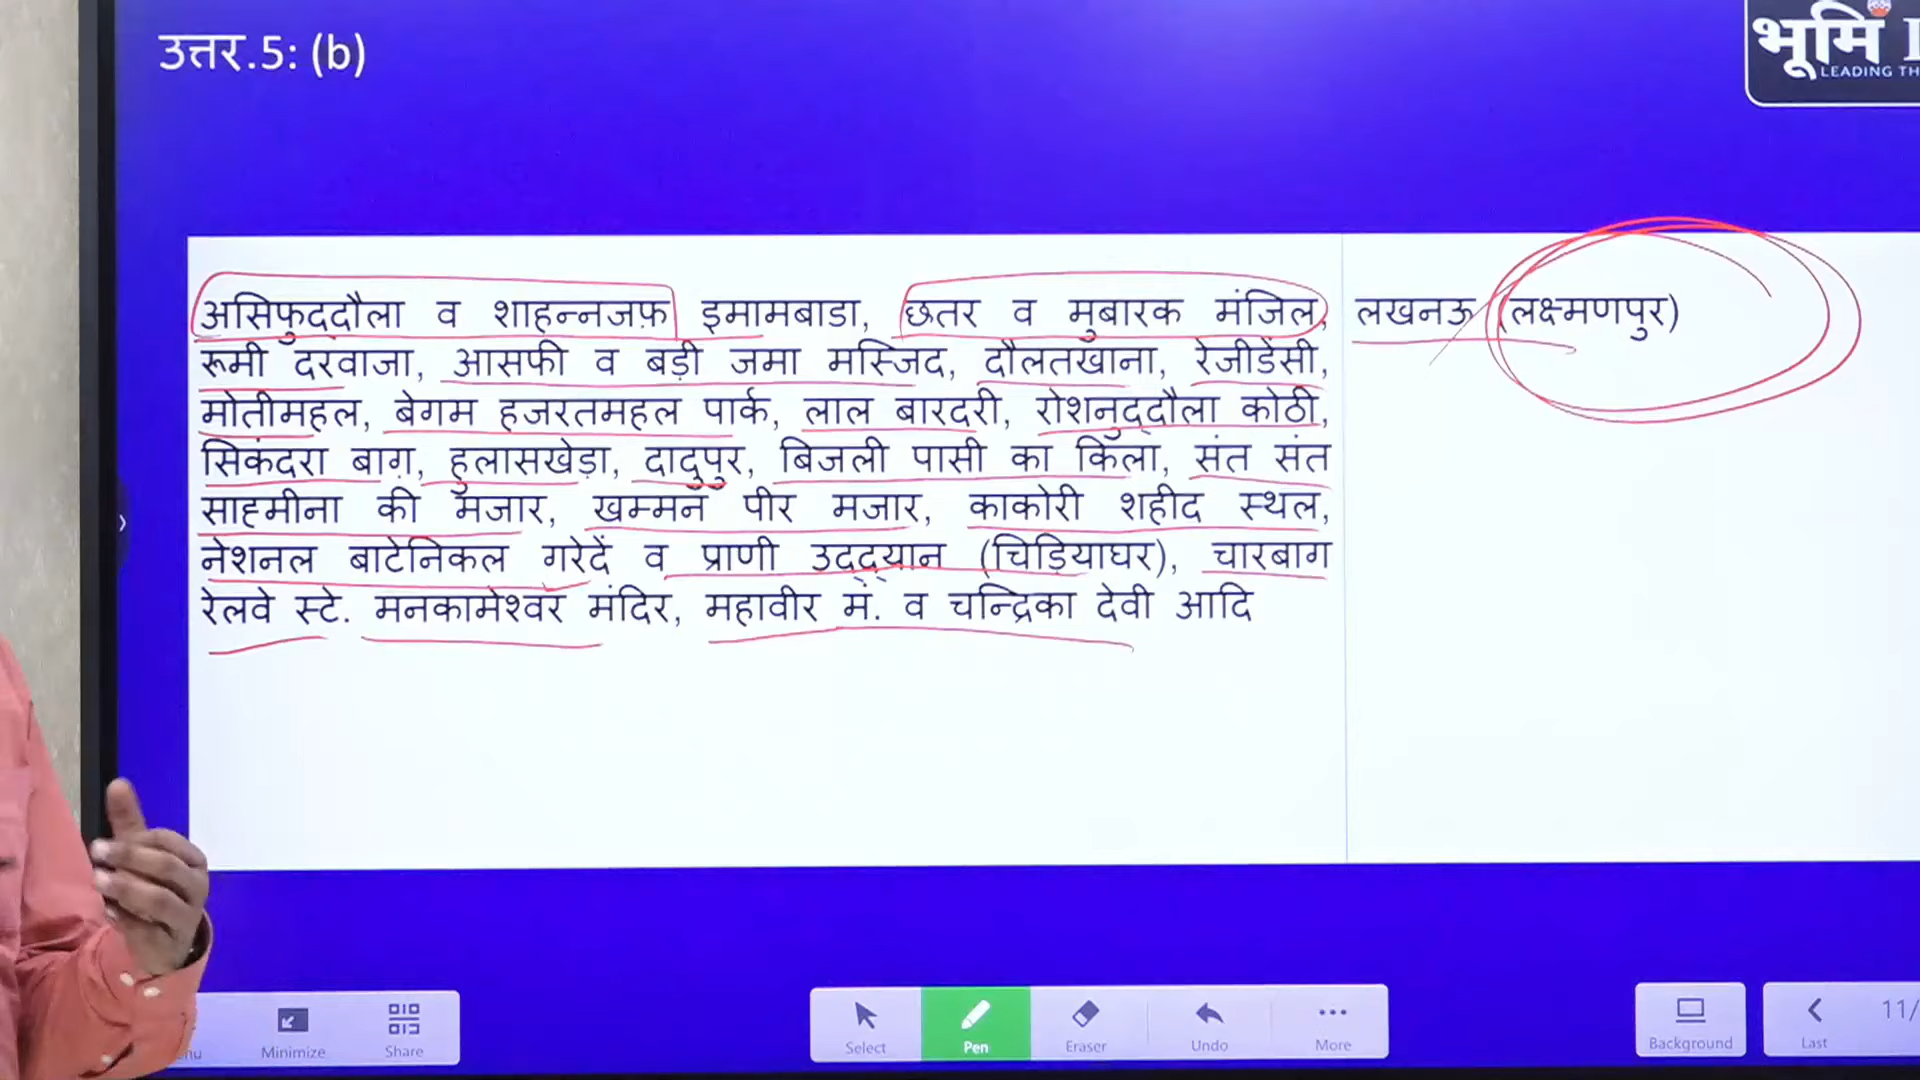 उत्तर.5: (b)
भूमि
LEADING TH
असिफुद्दौला व शाहन्नजफ़ इमामबाडा, छतर व मुबारक मंजिल,
रूमी दरवाजा, आसफी व बड़ी जमा मस्जिद, दौलतखाना, रेजीडेंसी,
मोतीमहल, बेगम हजरतमहल पार्क, लाल बारदरी, रोशनुद्दौला कोठी,
सिकंदरा बाग़, हुलासखेड़ा, दादुपुर, बिजली पासी का किला, संत संत
साह्मीना की मजार, खम्मन पीर मजार, काकोरी शहीद स्थल,
नेशनल बाटेनिकल गरेदें व प्राणी उद्द्यान (चिड़ियाघर), चारबाग
रेलवे स्टे. मनकामेश्वर मंदिर, महावीर मं. व चन्द्रिका देवी आदि
लखनऊ (लक्ष्मणपुर)
Minimize
Share
Select
Pen
Eraser
Undo
More
Background
Last
11/